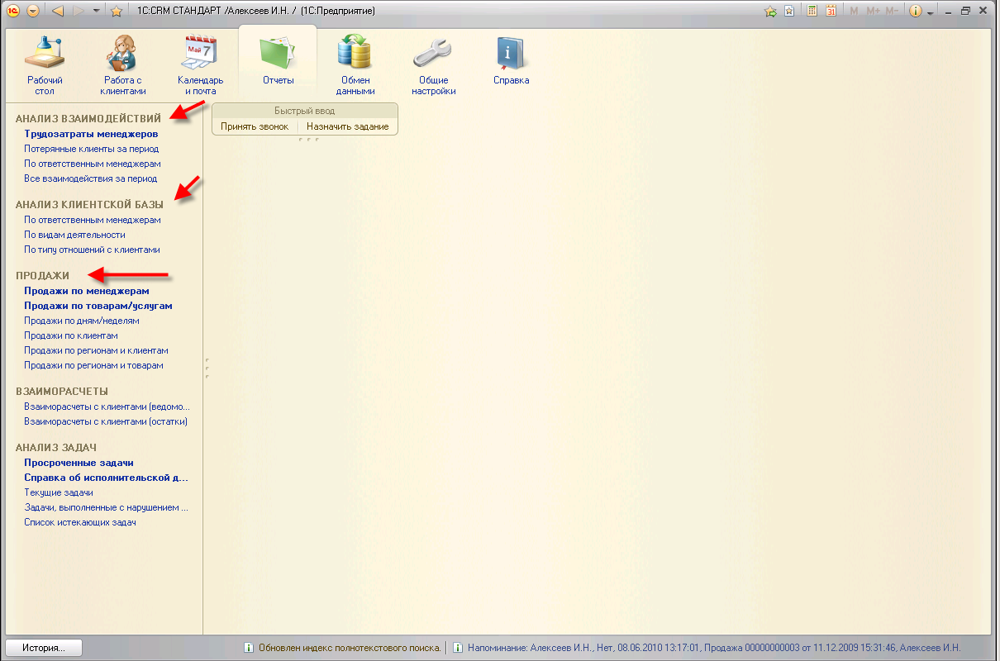 1С:CRM СТАНДАРТ /Алексеев И.Н. / (1С:Предприятие)
31
M M+ M-
Рабочий стол
Работа с клиентами
Май 7
Календарь и почта
Отчеты
Обмен данными
Общие настройки
Справка
АНАЛИЗ ВЗАИМОДЕЙСТВИЙ
Трудозатраты менеджеров
Потерянные клиенты за период
По ответственным менеджерам
Все взаимодействия за период
АНАЛИЗ КЛИЕНТСКОЙ БАЗЫ
По ответственным менеджерам
По видам деятельности
По типу отношений с клиентами
ПРОДАЖИ
Продажи по менеджерам
Продажи по товарам/услугам
Продажи по дням/неделям
Продажи по клиентам
Продажи по регионам и клиентам
Продажи по регионам и товарам
ВЗАИМОРАСЧЕТЫ
Взаиморасчеты с клиентами (ведомо...
Взаиморасчеты с клиентами (остатки)
АНАЛИЗ ЗАДАЧ
Просроченные задачи
Справка об исполнительской д...
Текущие задачи
Задачи, выполненные с нарушением ...
Список истекающих задач
Быстрый ввод
Принять звонок Назначить задание
История...
Обновлен индекс полнотекстового поиска.
Напоминание: Алексеев И.Н., Нет, 08.06.2010 13:17:01, Продажа 00000000003 от 11.12.2009 15:31:46, Алексеев И.Н.